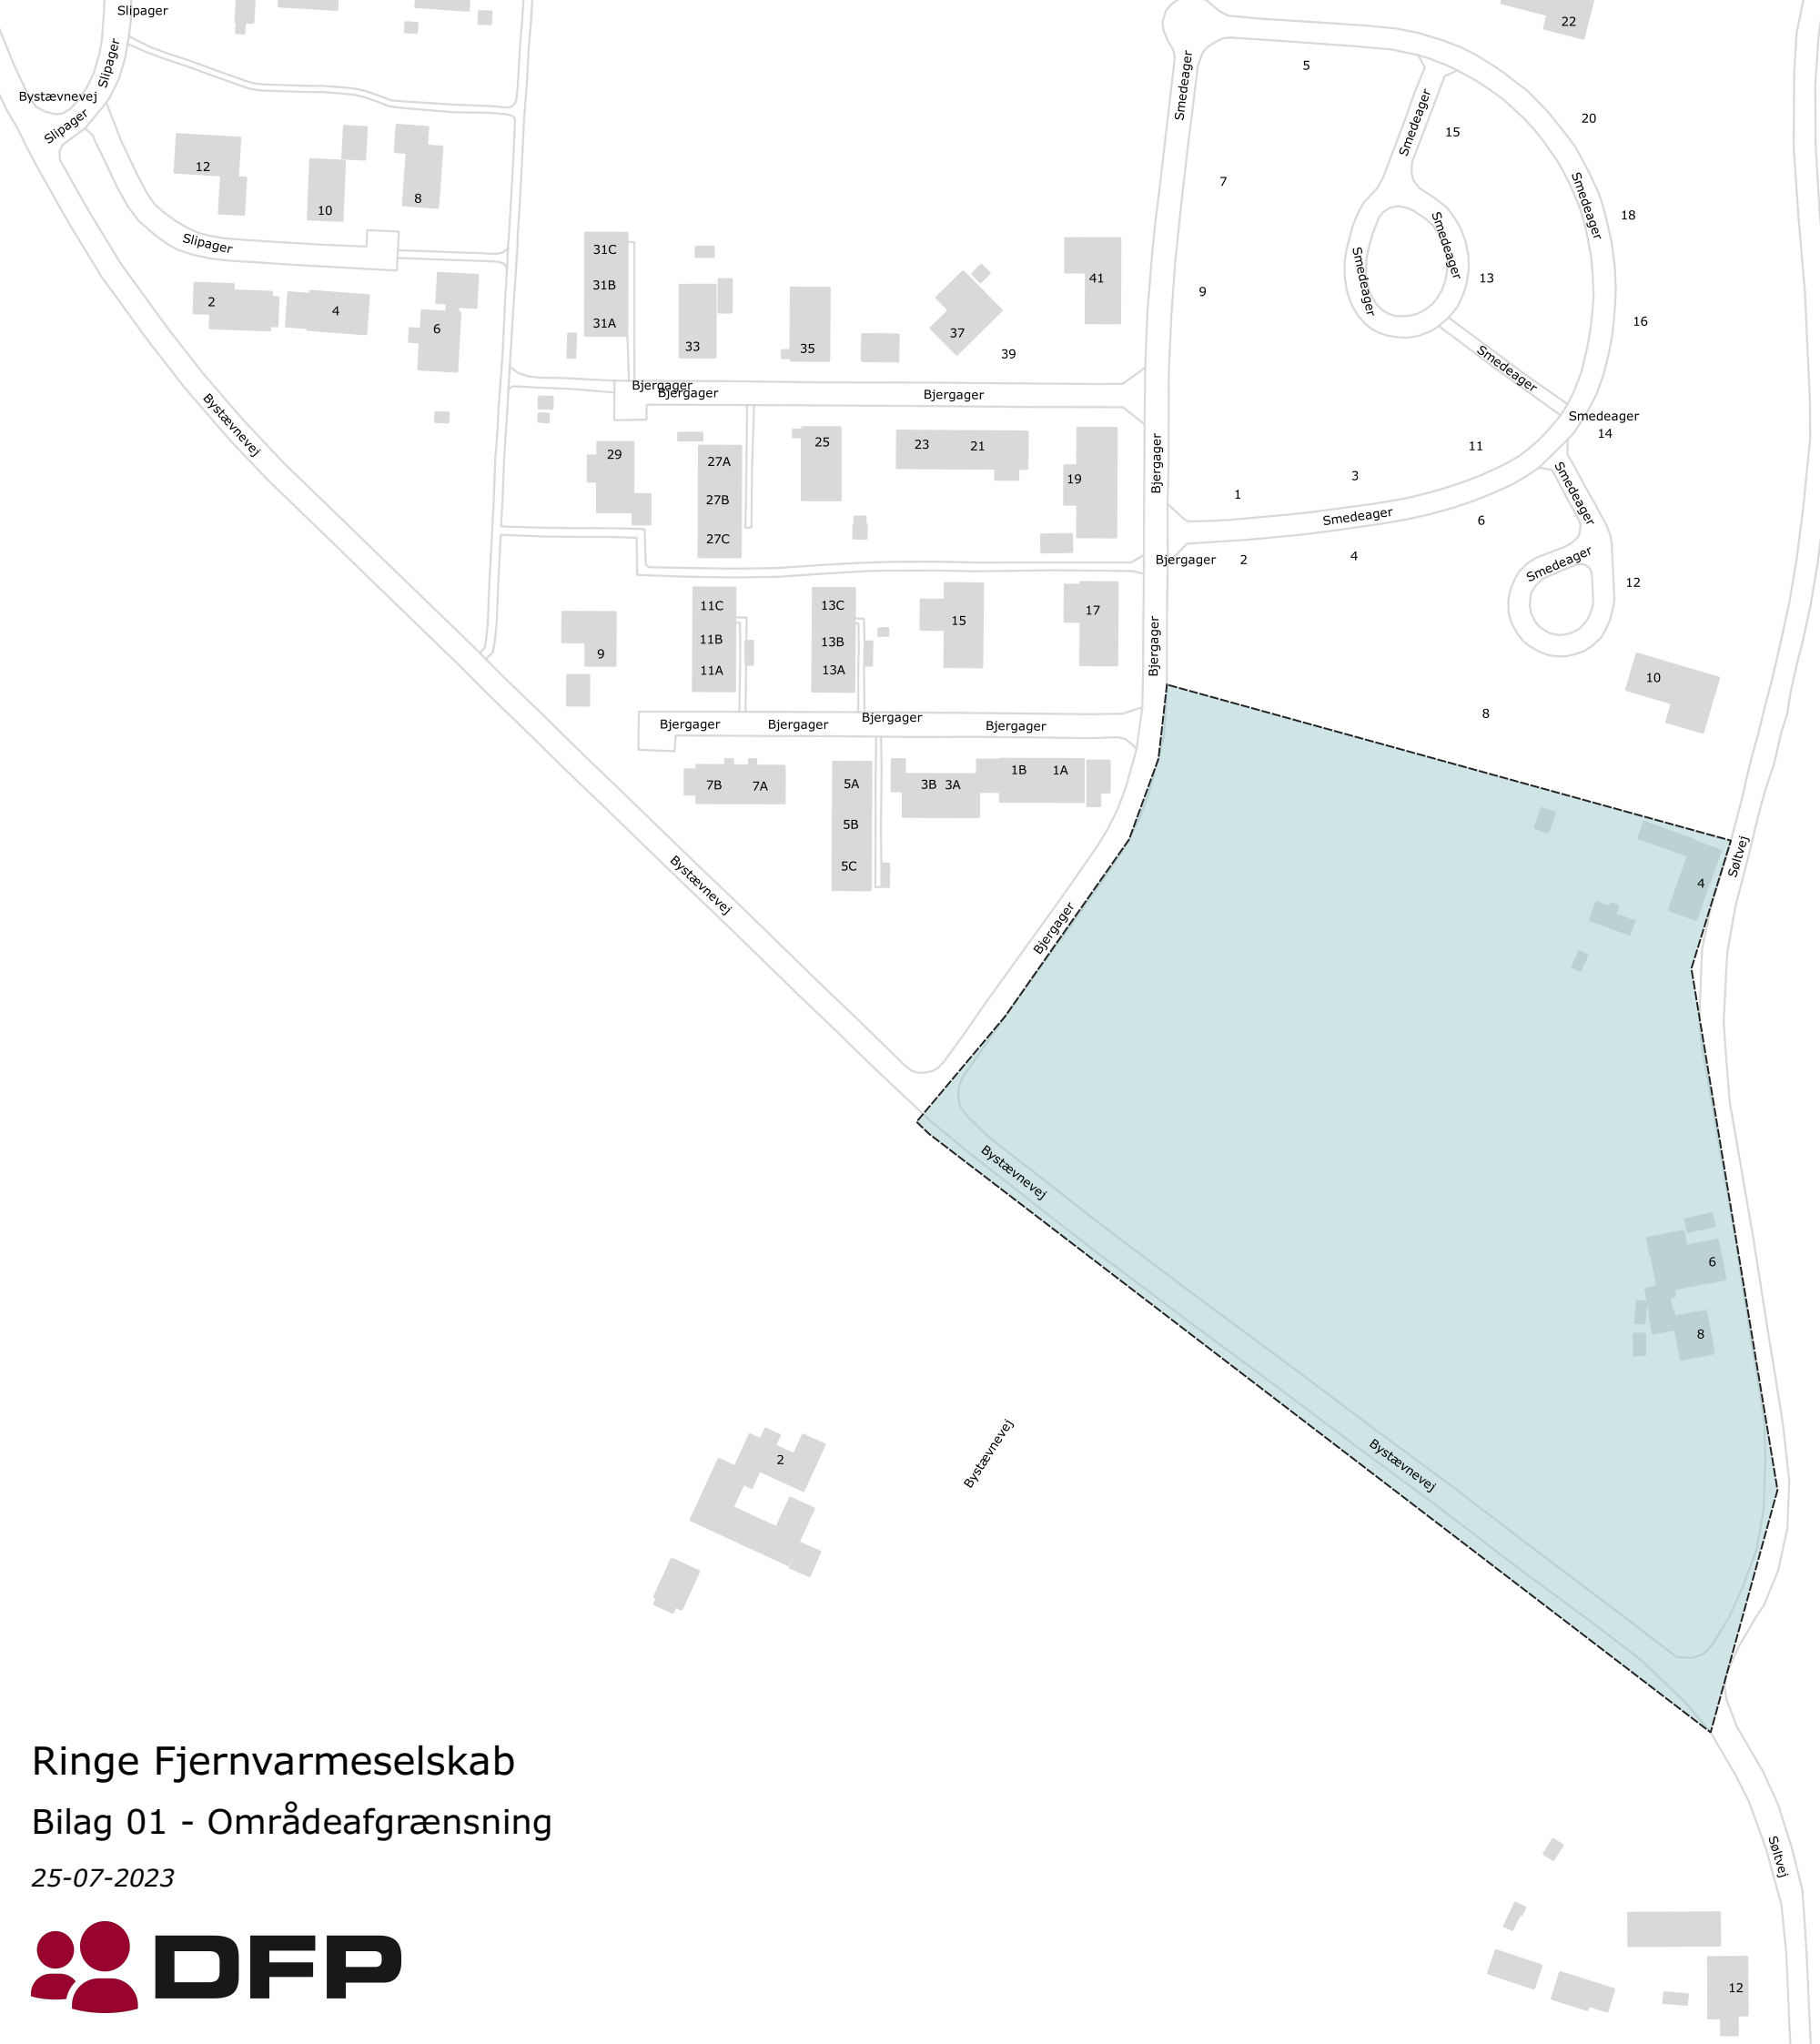 Slipager
22
Smedeager
5
Slipager
Bystævnevej
Slipager
Smedeager
15
20
12
10
8
7
Smedeager
18
Slipager
31C
31B
31A
41
9
Smedeager
Smedeager
13
16
2
4
6
33
35
37
39
Smedeager
Bjergager
Bjergager
Bjergager
Smedeager
14
Bystævnevej
29
27A
27B
27C
25
23
21
19
Bjergager
1
3
11
Smedeager
Smedeager
6
Bjergager
2
4
Smedeager
12
9
11C
11B
11A
13C
13B
13A
15
17
Bjergager
10
8
Bjergager
Bjergager
Bjergager
Bjergager
7B
7A
5A
5B
5C
3B
3A
1B
1A
Bystævnevej
Bjergager
Søltvej
4
Bystævnevej
6
8
Bystævnevej
Bystævnevej
2
Ringe Fjernvarmeselskab
Bilag 01 - Områdeafgrænsning
25-07-2023
DFP
Søltvej
12